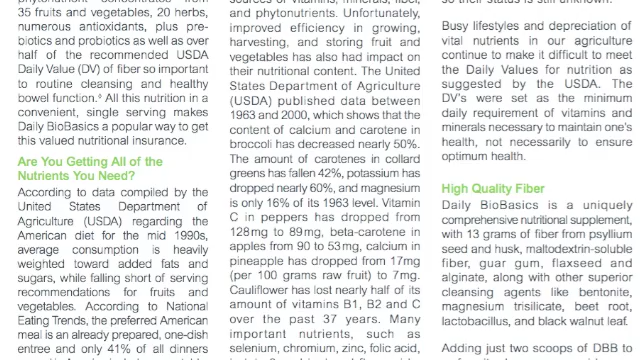 phytonutrient concentrates from
35 fruits and vegetables, 20 herbs,
numerous antioxidants, plus pre-
biotics and probiotics as well as over
half of the recommended USDA
Daily Value (DV) of fiber so important
to routine cleansing and healthy
bowel function.⁶ All this nutrition in a
convenient, single serving makes
Daily BioBasics a popular way to get
this valued nutritional insurance.
Are You Getting All of the
Nutrients You Need?
According to data compiled by the
United States Department of
Agriculture (USDA) regarding the
American diet for the mid 1990s,
average consumption is heavily
weighted toward added fats and
sugars, while falling short of serving
recommendations for fruits and
vegetables. According to National
Eating Trends, the preferred American
meal is an already prepared, one-dish
entree and only 41% of all dinners
sources of vitamins, minerals, fiber,
and phytonutrients. Unfortunately,
improved efficiency in growing,
harvesting, and storing fruit and
vegetables has also had impact on
their nutritional content. The United
States Department of Agriculture
(USDA) published data between
1963 and 2000, which shows that the
content of calcium and carotene in
broccoli has decreased nearly 50%.
The amount of carotenes in collard
greens has fallen 42%, potassium has
dropped nearly 60%, and magnesium
is only 16% of its 1963 level. Vitamin
C in peppers has dropped from
128mg to 89mg, beta-carotene in
apples from 90 to 53mg, calcium in
pineapple has dropped from 17mg
(per 100 grams raw fruit) to 7mg.
Cauliflower has lost nearly half of its
amount of vitamins B1, B2 and C
over the past 37 years. Many
important nutrients, such as
selenium, chromium, zinc, folic acid,
so their status is still unknown.
Busy lifestyles and depreciation of
vital nutrients in our agriculture
continue to make it difficult to meet
the Daily Values for nutrition as
suggested by the USDA. The
DV's were set as the minimum
daily requirement of vitamins and
minerals necessary to maintain one's
health, not necessarily to ensure
optimum health.
High Quality Fiber
Daily BioBasics is a uniquely
comprehensive nutritional supplement,
with 13 grams of fiber from psyllium
seed and husk, maltodextrin-soluble
fiber, guar gum, flaxseed and
alginate, along with other superior
cleansing agents like bentonite,
magnesium trisilicate, beet root,
lactobacillus, and black walnut leaf.
Adding just two scoops of DBB to